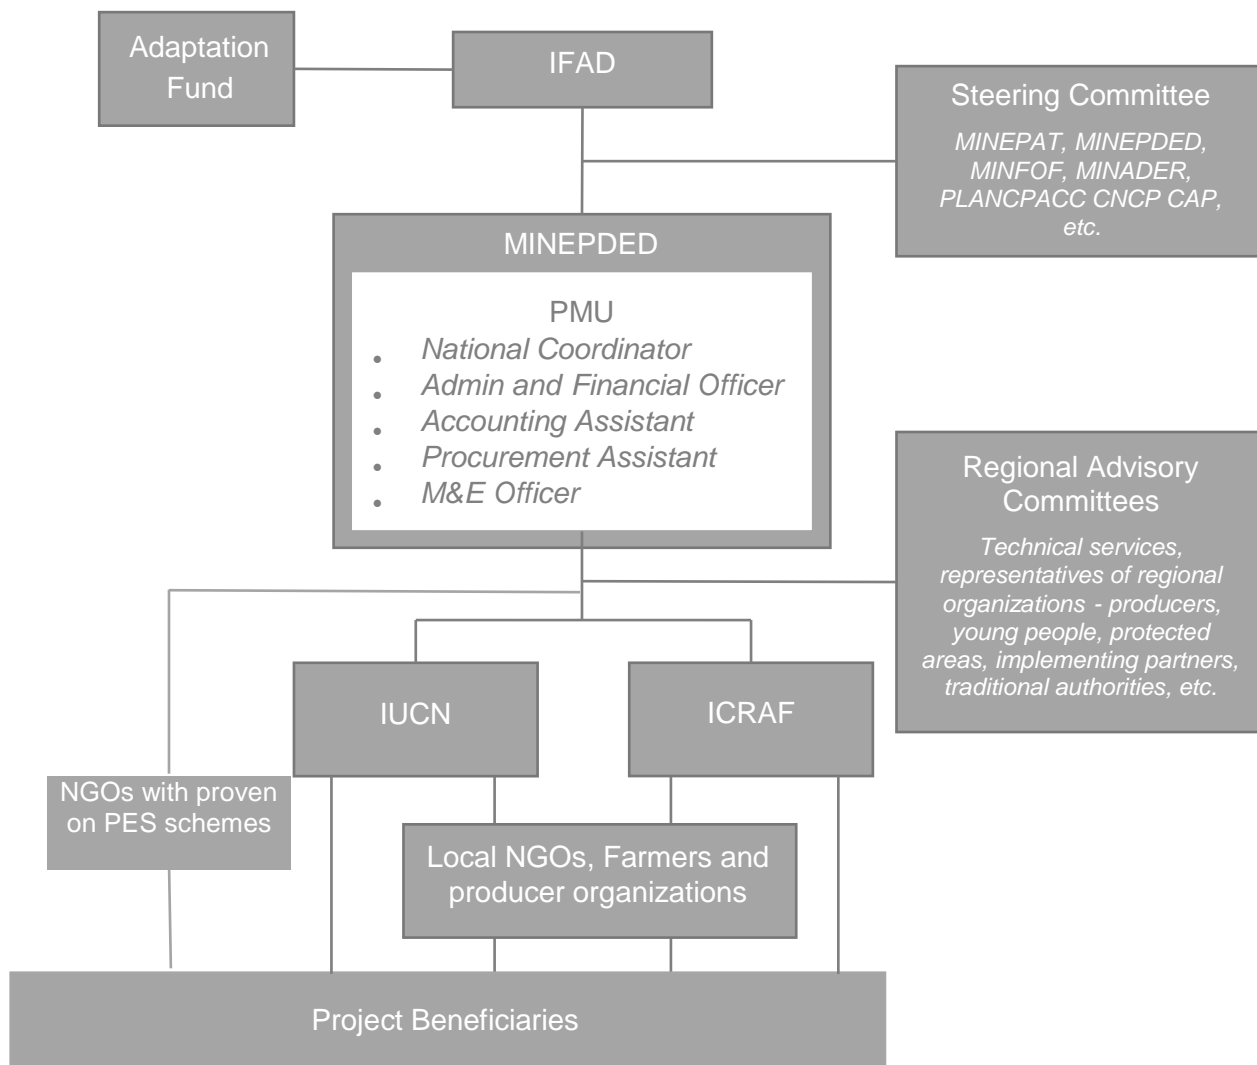 Adaptation
Fund
IFAD
Steering Committee
MINEPAT, MINEPDED,
MINFOF, MINADER,
PLANCPACC CNCP CAP,
etc.
MINEPDED
PMU
• National Coordinator
• Admin and Financial Officer
• Accounting Assistant
• Procurement Assistant
• M&E Officer
Regional Advisory
Committees
Technical services,
representatives of regional
organizations - producers,
young people, protected
areas, implementing partners,
traditional authorities, etc.
IUCN
ICRAF
NGOs with proven
on PES schemes
Local NGOs, Farmers and
producer organizations
Project Beneficiaries